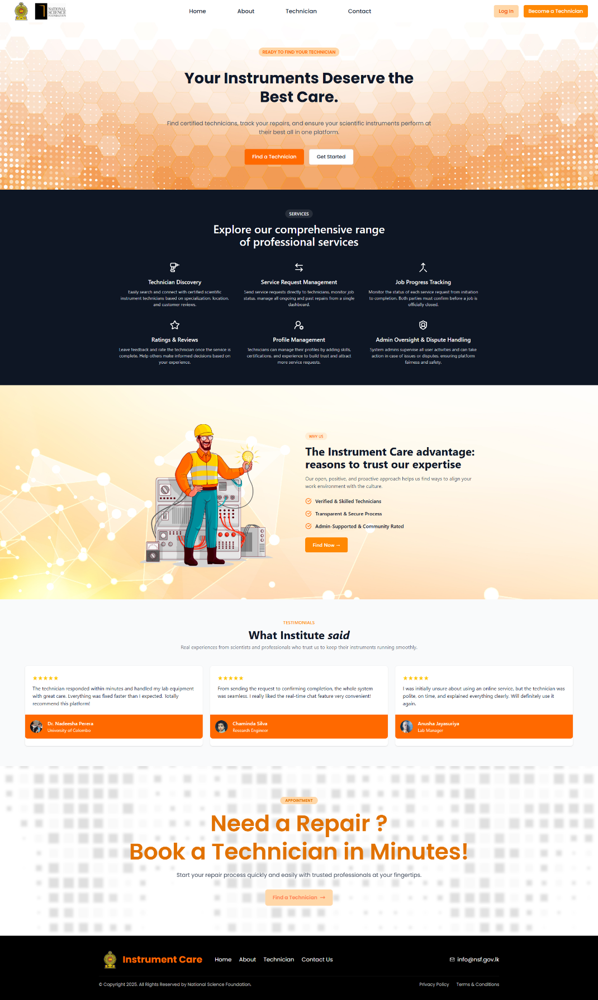 NATIONAL
SCIENCE
FOUNDATION
Home
About
Technician
Contact
Log In
Become a Technician
READY TO FIND YOUR TECHNICIAN
Your Instruments Deserve the
Best Care.
Find certified technicians, track your repairs, and ensure your scientific instruments perform at
their best all in one platform.
Find a Technician
Get Started
SERVICES
Explore our comprehensive range
of professional services
Technician Discovery
Easily search and connect with certified scientific
instrument technicians based on specialization, location,
and customer reviews.
Service Request Management
Send service requests directly to technicians, monitor job
status, manage all ongoing and past repairs from a single
dashboard.
Job Progress Tracking
Monitor the status of each service request from initiation
to completion. Both parties must confirm before a job is
officially closed.
Ratings & Reviews
Leave feedback and rate the technician once the service is
complete. Help others make informed decisions based on
your experience.
Profile Management
Technicians can manage their profiles by adding skills,
certifications, and experience to build trust and attract
more service requests.
Admin Oversight & Dispute Handling
System admins supervise all user activities and can take
action in case of issues or disputes, ensuring platform
fairness and safety.
WHY US
The Instrument Care advantage:
reasons to trust our expertise
Our open, positive, and proactive approach helps us find ways to align your
work environment with the culture.
Verified & Skilled Technicians
Transparent & Secure Process
Admin-Supported & Community Rated
Find Now →
TESTIMONIALS
What Institute said
Real experiences from scientists and professionals who trust us to keep their instruments running smoothly.
★★★★★
The technician responded within minutes and handled my lab equipment
with great care. Everything was fixed faster than I expected. Totally
recommend this platform!
Dr. Nadeesha Perera
University of Colombo
★★★★★
From sending the request to confirming completion, the whole system
was seamless. I really liked the real-time chat feature very convenient!
Chaminda Silva
Research Engineer
★★★★★
I was initially unsure about using an online service, but the technician was
polite, on time, and explained everything clearly. Will definitely use it
again.
Anusha Jayasuriya
Lab Manager
APPOINTMENT
Need a Repair ?
Book a Technician in Minutes!
Start your repair process quickly and easily with trusted professionals at your fingertips.
Find a Technician →
Instrument Care
Home
About
Technician
Contact Us
info@nsf.gov.lk
© Copyright 2025. All Rights Reserved by National Science Foundation.
Privacy Policy
Terms & Conditions